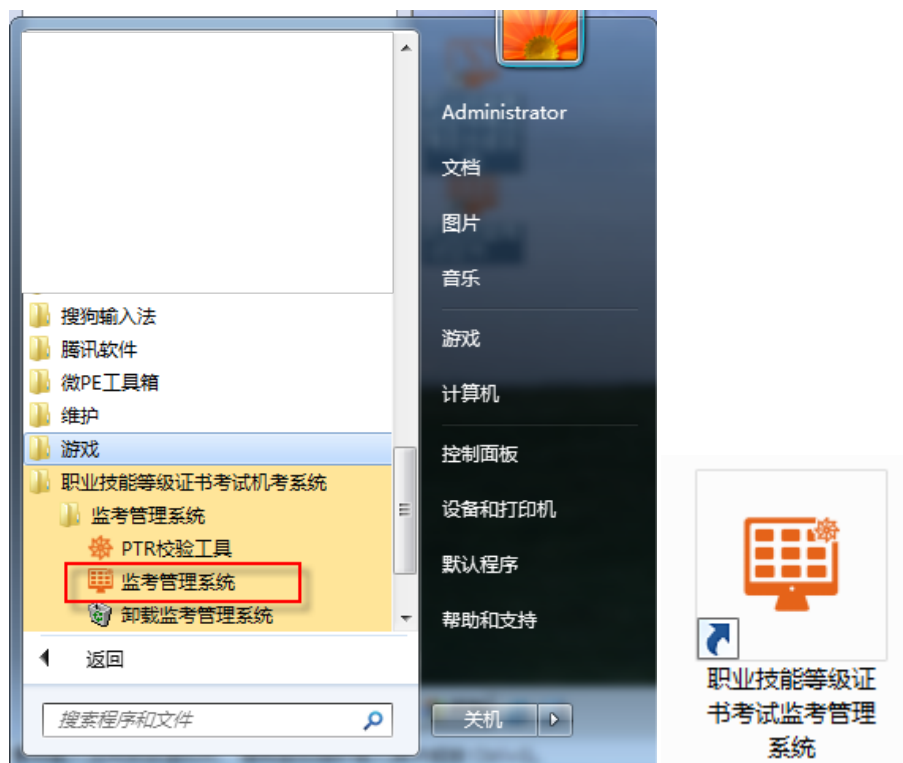 搜狗输入法
腾讯软件
微PE工具箱
维护
游戏
职业技能等级证书考试机考系统
监考管理系统
PTR校验工具
监考管理系统
卸载监考管理系统
返回
搜索程序和文件
Administrator
文档
图片
音乐
游戏
计算机
控制面板
设备和打印机
默认程序
帮助和支持
关机
职业技能等级证
书考试监考管理
系统